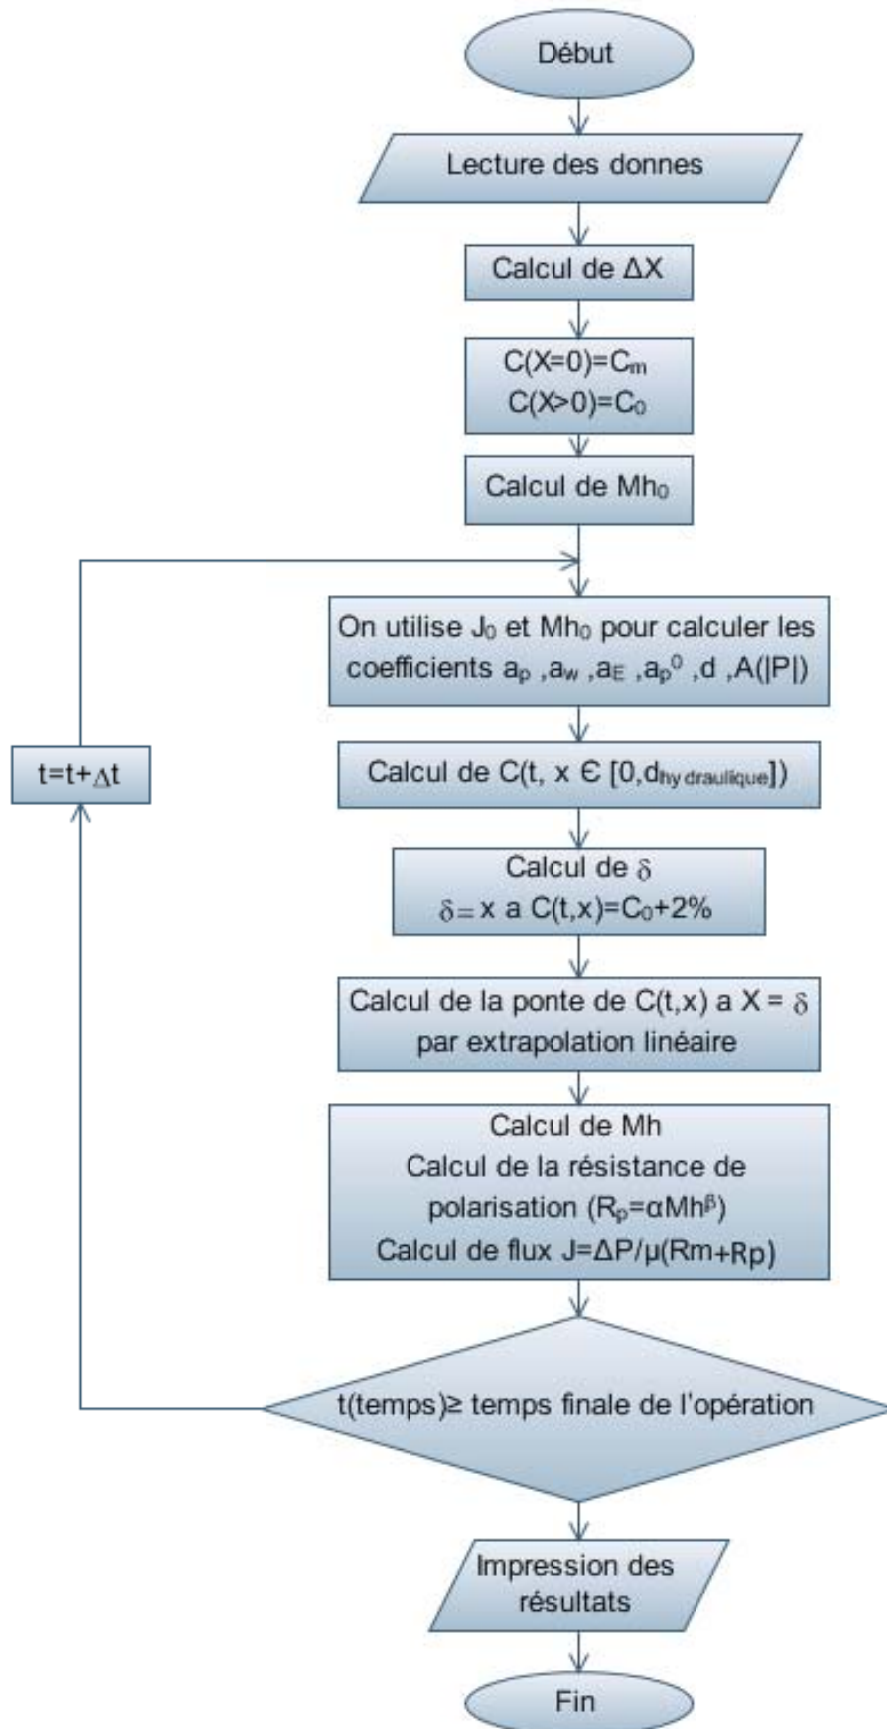 Début
Lecture des donnes
Calcul de ΔX
C(X=0)=Cₘ
C(X>0)=C₀
Calcul de Mh₀
On utilise J₀ et Mh₀ pour calculer les
coefficients aₚ ,a_w ,a_E ,aₚ⁰ ,d ,A(|P|)
t=t+Δt
Calcul de C(t, x Є [0,d_hydraulique])
Calcul de δ
δ= x a C(t,x)=C₀+2%
Calcul de la ponte de C(t,x) a X = δ
par extrapolation linéaire
Calcul de Mh
Calcul de la résistance de
polarisation (Rₚ=αMhᵝ)
Calcul de flux J=ΔP/µ(Rm+Rp)
t(temps)≥ temps finale de l'opération
Impression des
résultats
Fin